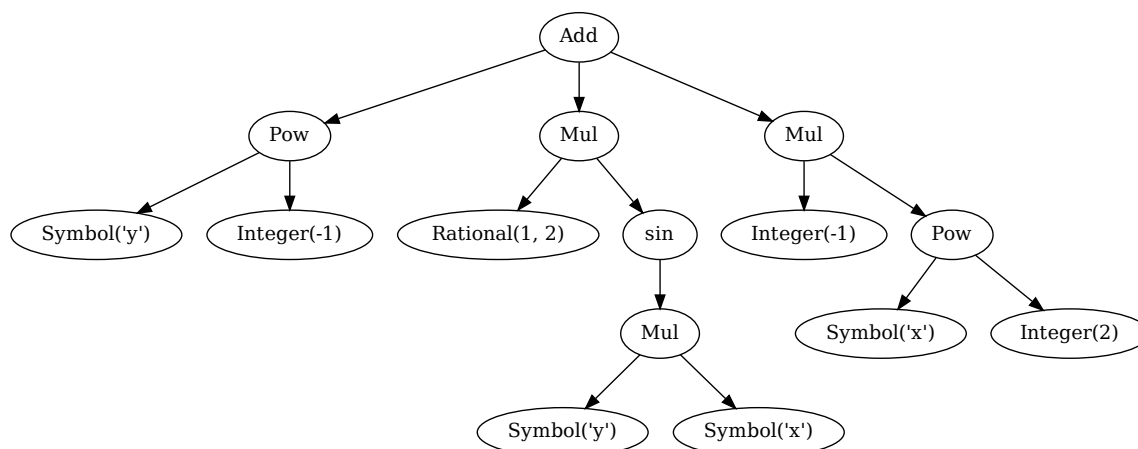 Add
Pow
Mul
Mul
Symbol('y')
Integer(-1)
Rational(1, 2)
sin
Integer(-1)
Pow
Mul
Symbol('x')
Integer(2)
Symbol('y')
Symbol('x')